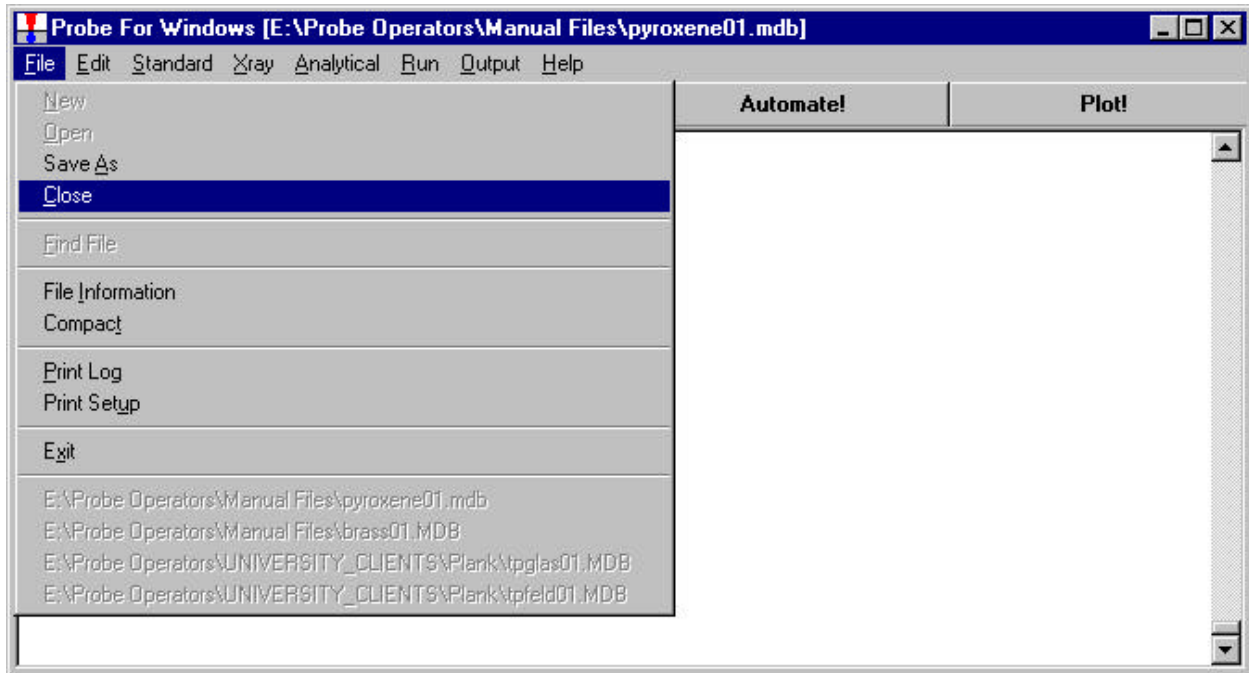 Probe For Windows [E:\Probe Operators\Manual Files\pyroxene01.mdb]
File Edit Standard Xray Analytical Run Output Help
Automate! Plot!
New
Open
Save As
Close
Find File
File Information
Compact
Print Log
Print Setup
Exit
E:\Probe Operators\Manual Files\pyroxene01.mdb
E:\Probe Operators\Manual Files\brass01.MDB
E:\Probe Operators\UNIVERSITY_CLIENTS\Plank\tpglas01.MDB
E:\Probe Operators\UNIVERSITY_CLIENTS\Plank\tpfeld01.MDB